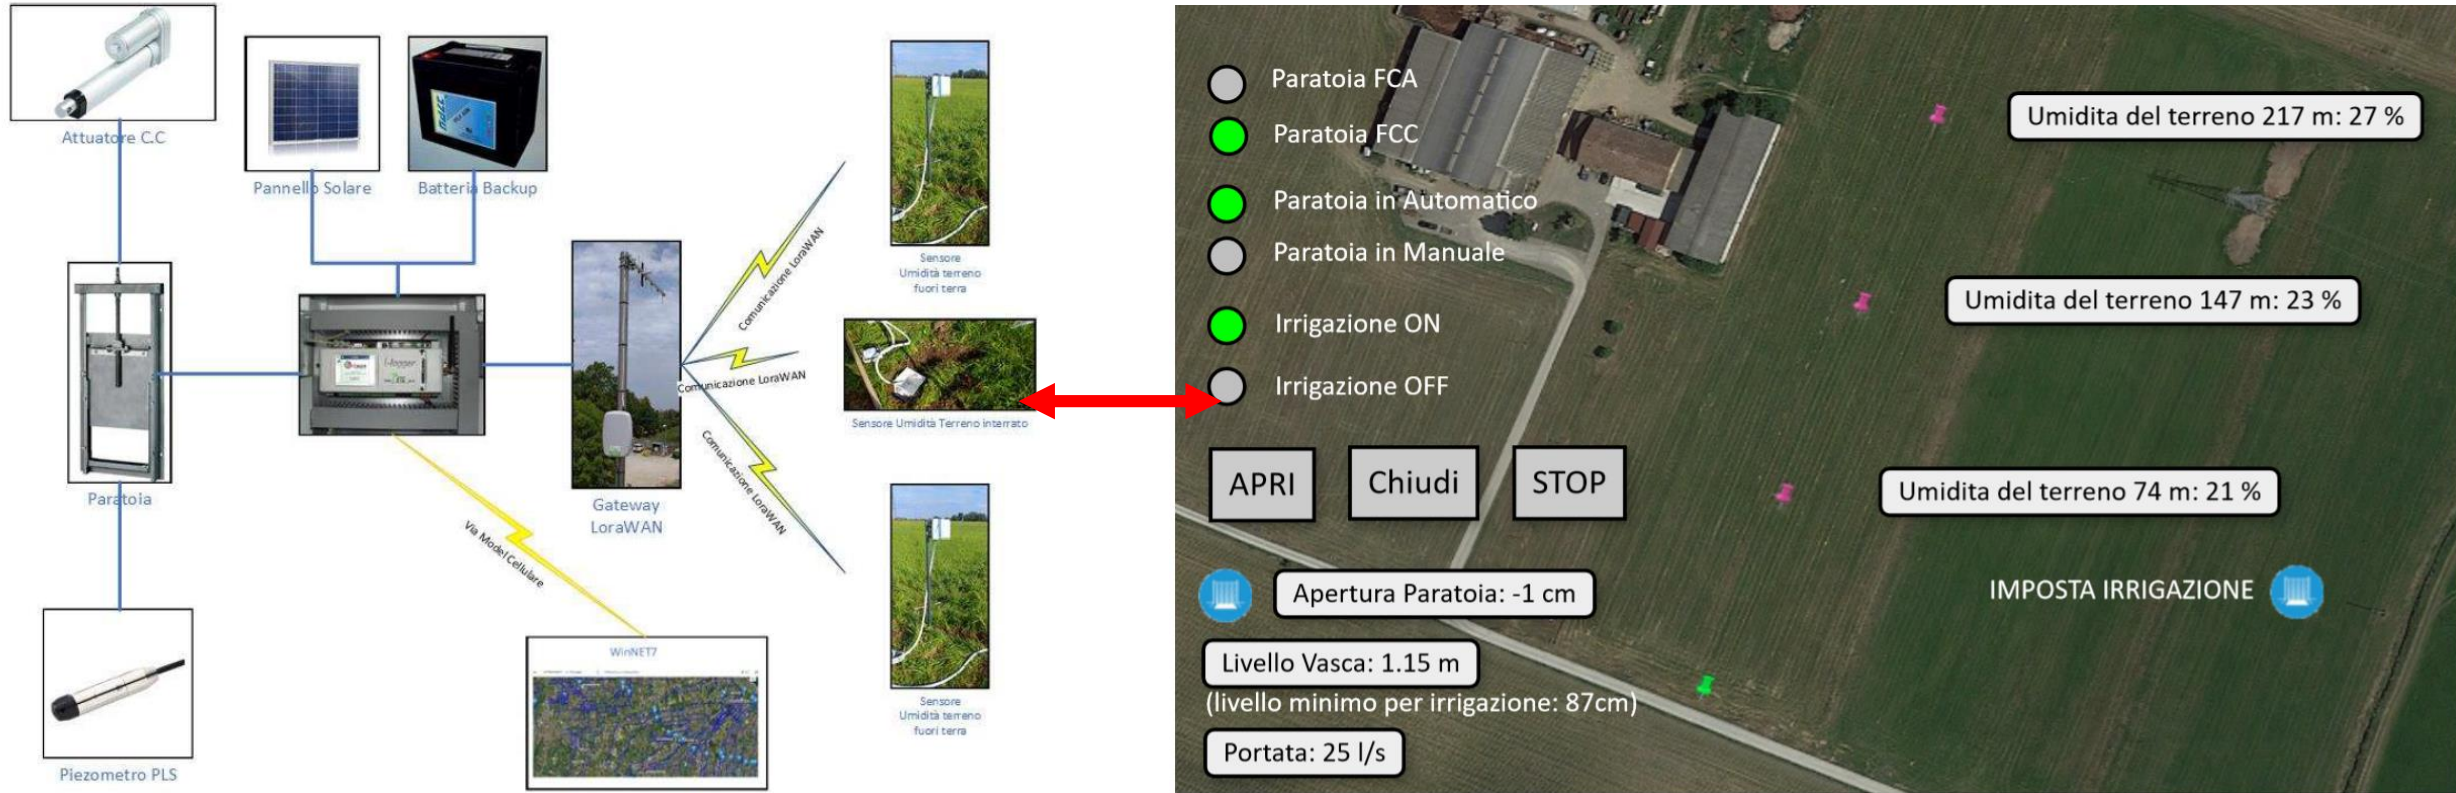 Attuatore C.C
Pannello Solare
Batteria Backup
Paratoia
Piezometro PLS
i-logger
Gateway
LoraWAN
Comunicazione LoraWAN
Comunicazione LoraWAN
Comunicazione LoraWAN
Via Model Cellulare
WinNET7
Sensore
Umidità terreno
fuori terra
Sensore Umidità Terreno interrato
Sensore
Umidità terreno
fuori terra
Paratoia FCA
Paratoia FCC
Paratoia in Automatico
Paratoia in Manuale
Irrigazione ON
Irrigazione OFF
APRI
Chiudi
STOP
Apertura Paratoia: -1 cm
Livello Vasca: 1.15 m
(livello minimo per irrigazione: 87cm)
Portata: 25 l/s
Umidita del terreno 217 m: 27 %
Umidita del terreno 147 m: 23 %
Umidita del terreno 74 m: 21 %
IMPOSTA IRRIGAZIONE